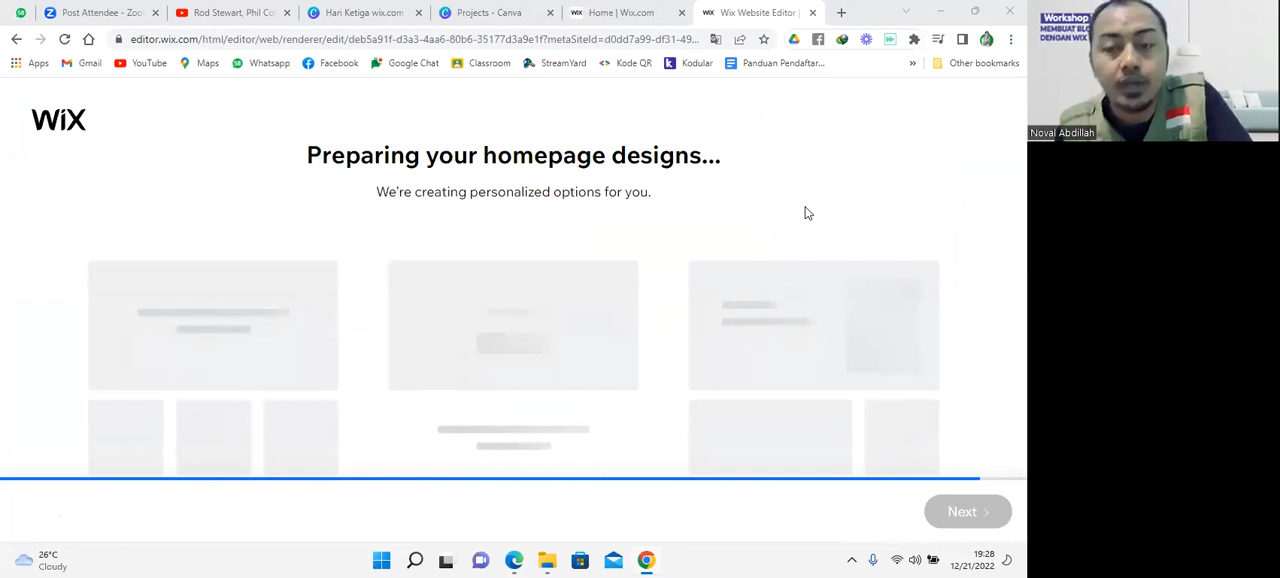 Post Attendee - Zoo
Rod Stewart, Phil Co
Hari Ketiga wix.com
Projects - Canva
WIX Home | Wix.com
WIX Wix Website Editor |
editor.wix.com/html/editor/web/renderer/edit
d3a3-4aa6-80b6-35177d3a9e1f?metaSiteId=d0dd7a99-df31-49...
Apps
Gmail
YouTube
Maps
Whatsapp
Facebook
Google Chat
Classroom
StreamYard
Kode QR
Kodular
Panduan Pendaftar...
»
Other bookmarks
WiX
Preparing your homepage designs...
We're creating personalized options for you.
Next >
26°C
Cloudy
19:28
12/21/2022
Workshop
MEMBUAT BLO
DENGAN WIX
Noval Abdillah